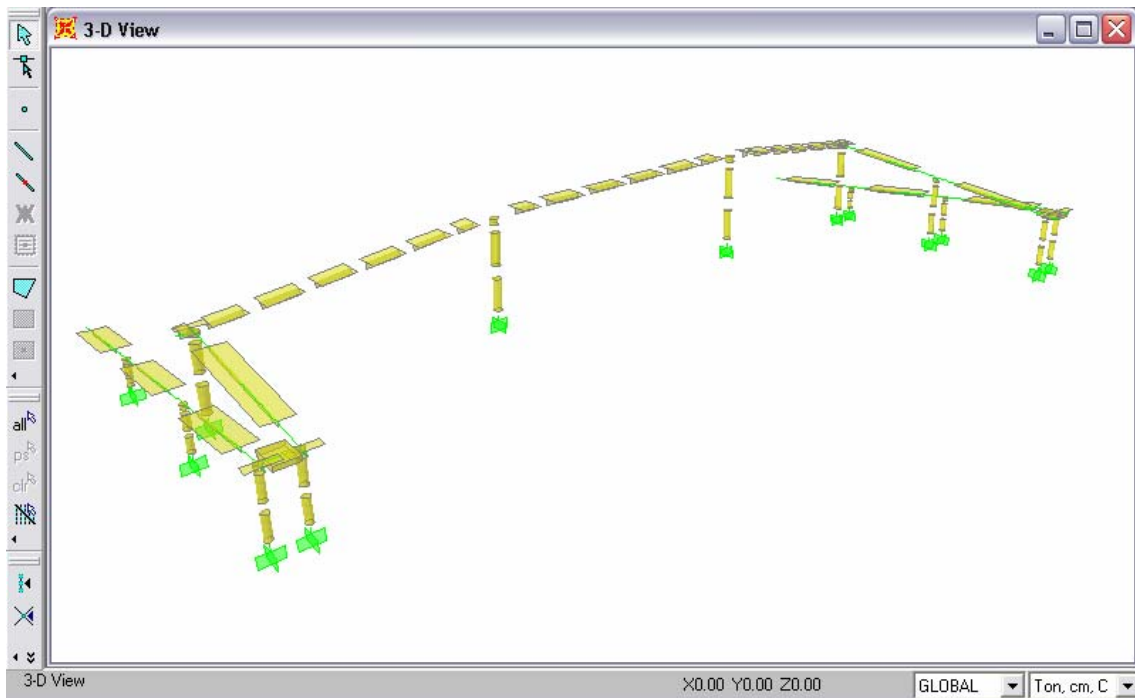 3-D View
all
ps
clr
3-D View
X0.00 Y0.00 Z0.00
GLOBAL
Ton, cm, C